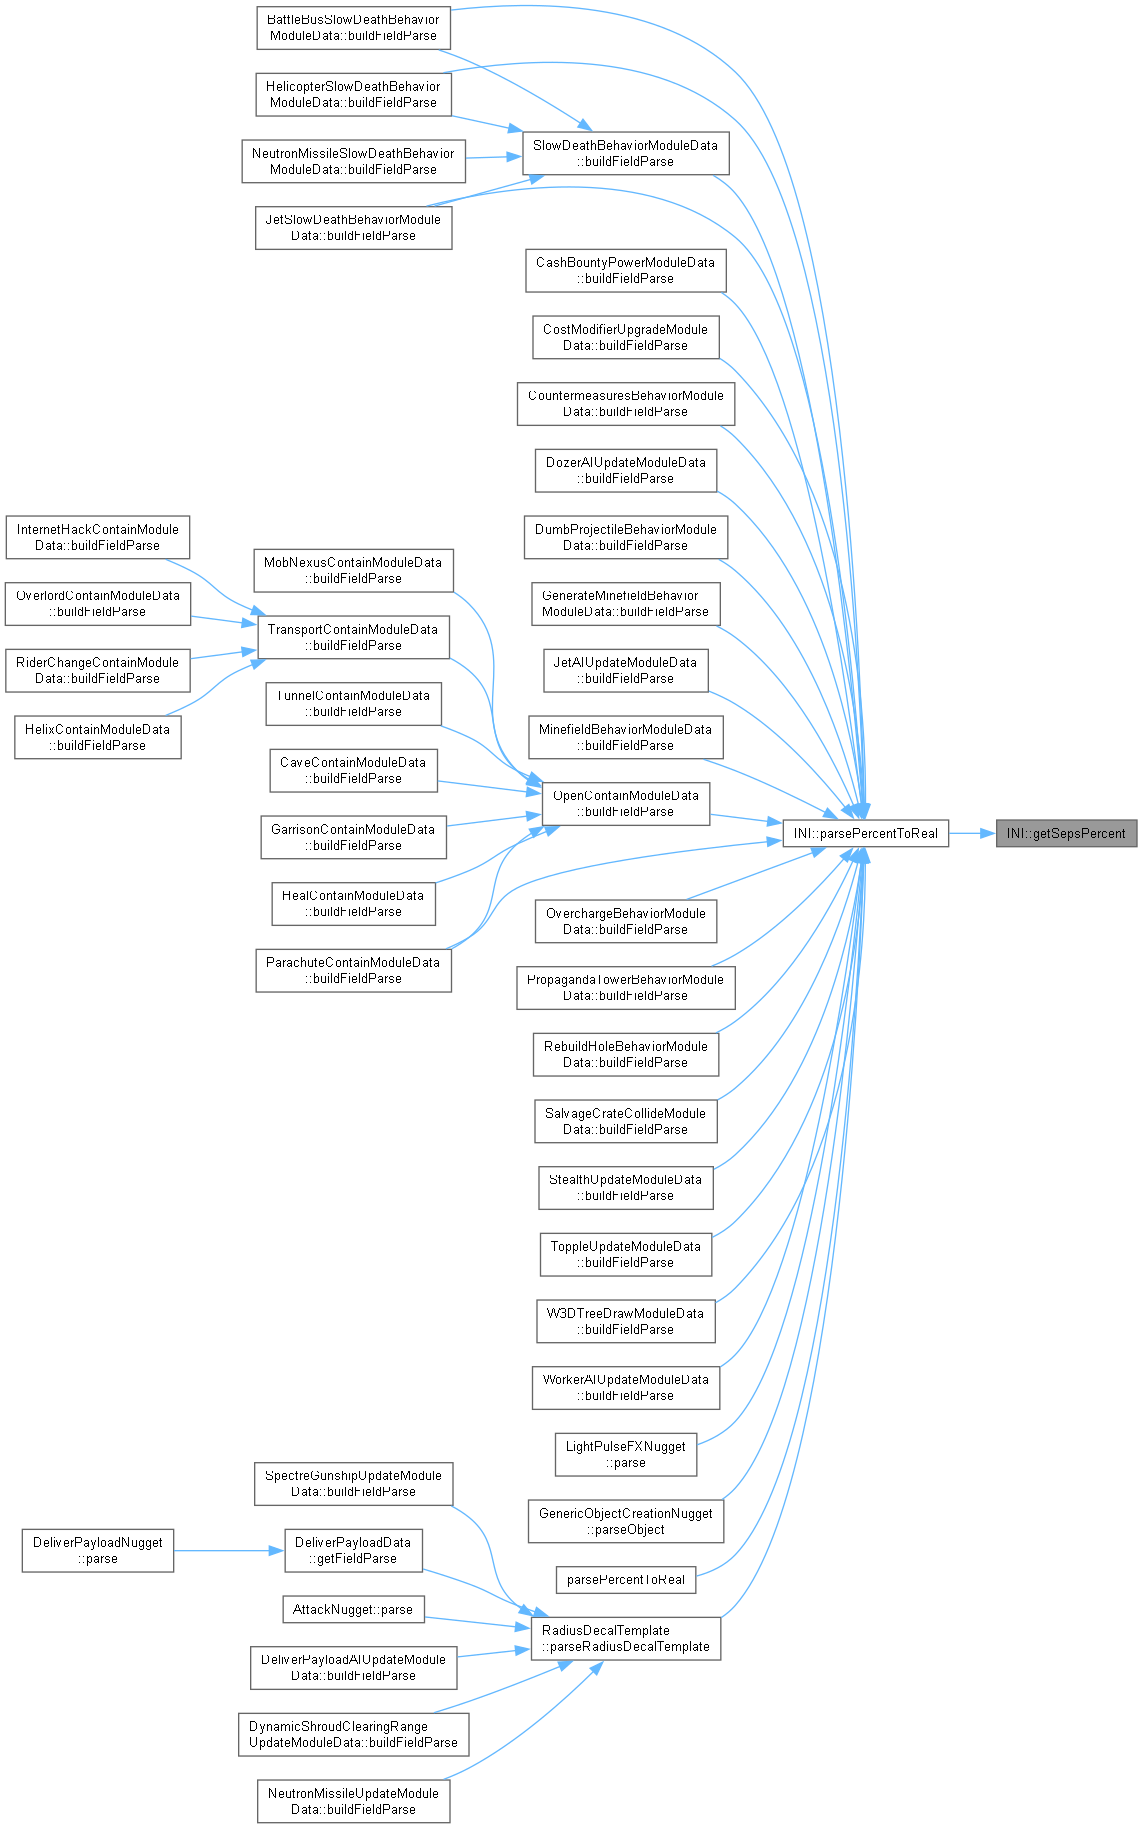 BattleBusSlowDeathBehavior
ModuleData::buildFieldParse
HelicopterSlowDeathBehavior
ModuleData::buildFieldParse
SlowDeathBehaviorModuleData
::buildFieldParse
NeutronMissileSlowDeathBehavior
ModuleData::buildFieldParse
JetSlowDeathBehaviorModule
Data::buildFieldParse
CashBountyPowerModuleData
::buildFieldParse
CostModifierUpgradeModule
Data::buildFieldParse
CountermeasuresBehaviorModule
Data::buildFieldParse
DozerAIUpdateModuleData
::buildFieldParse
DumbProjectileBehaviorModule
Data::buildFieldParse
InternetHackContainModule
Data::buildFieldParse
MobNexusContainModuleData
::buildFieldParse
GenerateMinefieldBehavior
ModuleData::buildFieldParse
OverlordContainModuleData
::buildFieldParse
TransportContainModuleData
::buildFieldParse
JetAIUpdateModuleData
::buildFieldParse
RiderChangeContainModule
Data::buildFieldParse
TunnelContainModuleData
::buildFieldParse
HelixContainModuleData
::buildFieldParse
MinefieldBehaviorModuleData
::buildFieldParse
CaveContainModuleData
::buildFieldParse
OpenContainModuleData
::buildFieldParse
GarrisonContainModuleData
::buildFieldParse
INI::parsePercentToReal
INI::getSepsPercent
HealContainModuleData
::buildFieldParse
OverchargeBehaviorModule
Data::buildFieldParse
ParachuteContainModuleData
::buildFieldParse
PropagandaTowerBehaviorModule
Data::buildFieldParse
RebuildHoleBehaviorModule
Data::buildFieldParse
SalvageCrateCollideModule
Data::buildFieldParse
StealthUpdateModuleData
::buildFieldParse
ToppleUpdateModuleData
::buildFieldParse
W3DTreeDrawModuleData
::buildFieldParse
WorkerAIUpdateModuleData
::buildFieldParse
LightPulseFXNugget
::parse
SpectreGunshipUpdateModule
Data::buildFieldParse
GenericObjectCreationNugget
::parseObject
DeliverPayloadNugget
::parse
DeliverPayloadData
::getFieldParse
parsePercentToReal
AttackNugget::parse
RadiusDecalTemplate
::parseRadiusDecalTemplate
DeliverPayloadAIUpdateModule
Data::buildFieldParse
DynamicShroudClearingRange
UpdateModuleData::buildFieldParse
NeutronMissileUpdateModule
Data::buildFieldParse